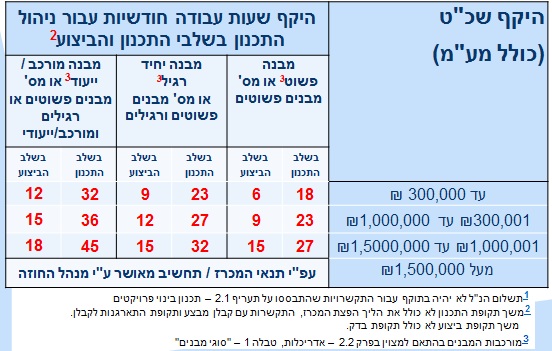 היקף שכ"ט
(כולל מע"מ)
היקף שעות עבודה חודשיות עבור ניהול
התכנון בשלבי התכנון והביצוע2
מבנה
פשוט3 או מס'
מבנים פשוטים
מבנה יחיד
רגיל3
או מס' מבנים
פשוטים ורגילים
מבנה מורכב /
ייעודי3 או מס'
מבנים פשוטים או
רגילים
ומורכב/ייעודי
בשלב התכנון
בשלב הביצוע
בשלב התכנון
בשלב הביצוע
בשלב התכנון
בשלב הביצוע
עד 300,000 ₪ 18 6 23 9 32 12
300,001₪ עד 1,000,000 ₪ 23 9 27 12 36 15
1,000,001₪ עד 1,5000,000 ₪ 27 15 32 15 45 18
מעל 1,500,000 ₪ עפ"י תנאי המכרז / תחשיב מאושר ע"י מנהל החוזה
1תשלום הנ"ל לא יהיה בתוקף עבור התקשרויות שהתבססו על תעריף 2.1 – תכנון בינוי פרויקטים
2משך תקופת התכנון לא כולל את הליך הפצת המכרז, התקשרות עם קבלן מבצע ותקופת התארגנות לקבלן.
משך תקופת ביצוע לא כולל תקופת בדק.
3מורכבות המבנים בהתאם למצוין בפרק 2.2 – אדריכלות, טבלה 1 – "סוגי מבנים"